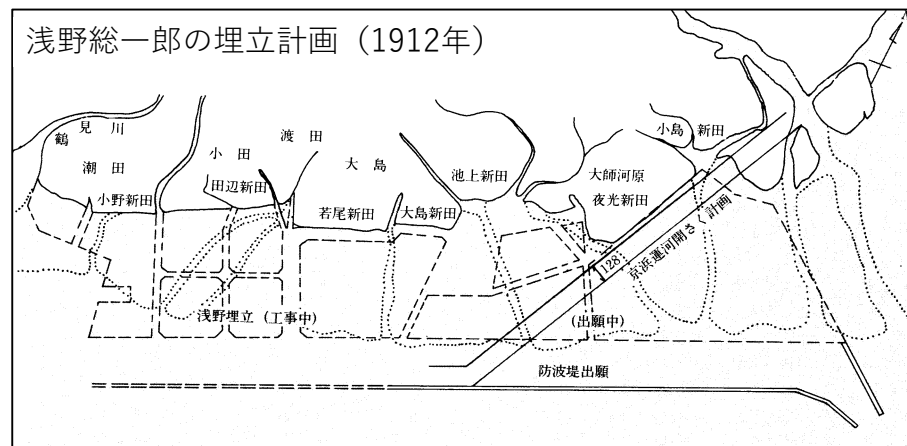 浅野総一郎の埋立計画（1912年）
鶴見川
潮田
小野新田
小田
田辺新田
渡田
大島
若尾新田
大島新田
池上新田
小島新田
大師河原
夜光新田
128
京浜運河開さく計画
浅野埋立（工事中）
（出願中）
防波堤出願